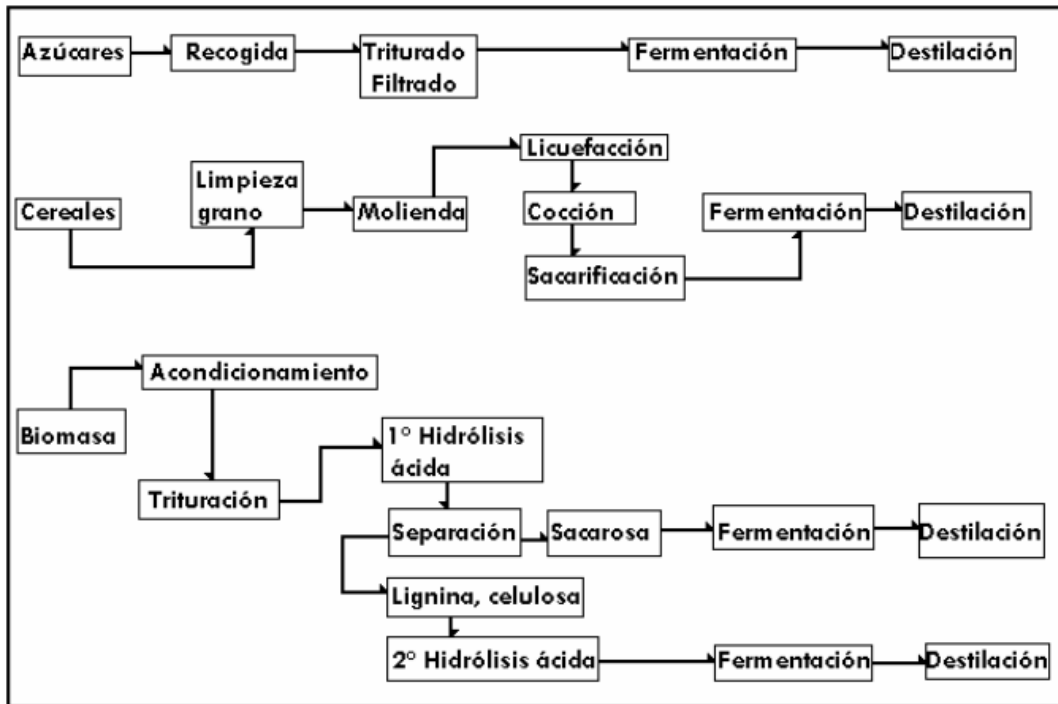 Azúcares
Recogida
Triturado
Filtrado
Fermentación
Destilación
Cereales
Limpieza
grano
Molienda
Licuefacción
Cocción
Sacarificación
Fermentación
Destilación
Biomasa
Acondicionamiento
Trituración
1° Hidrólisis
ácida
Separación
Sacarosa
Fermentación
Destilación
Lignina, celulosa
2° Hidrólisis ácida
Fermentación
Destilación